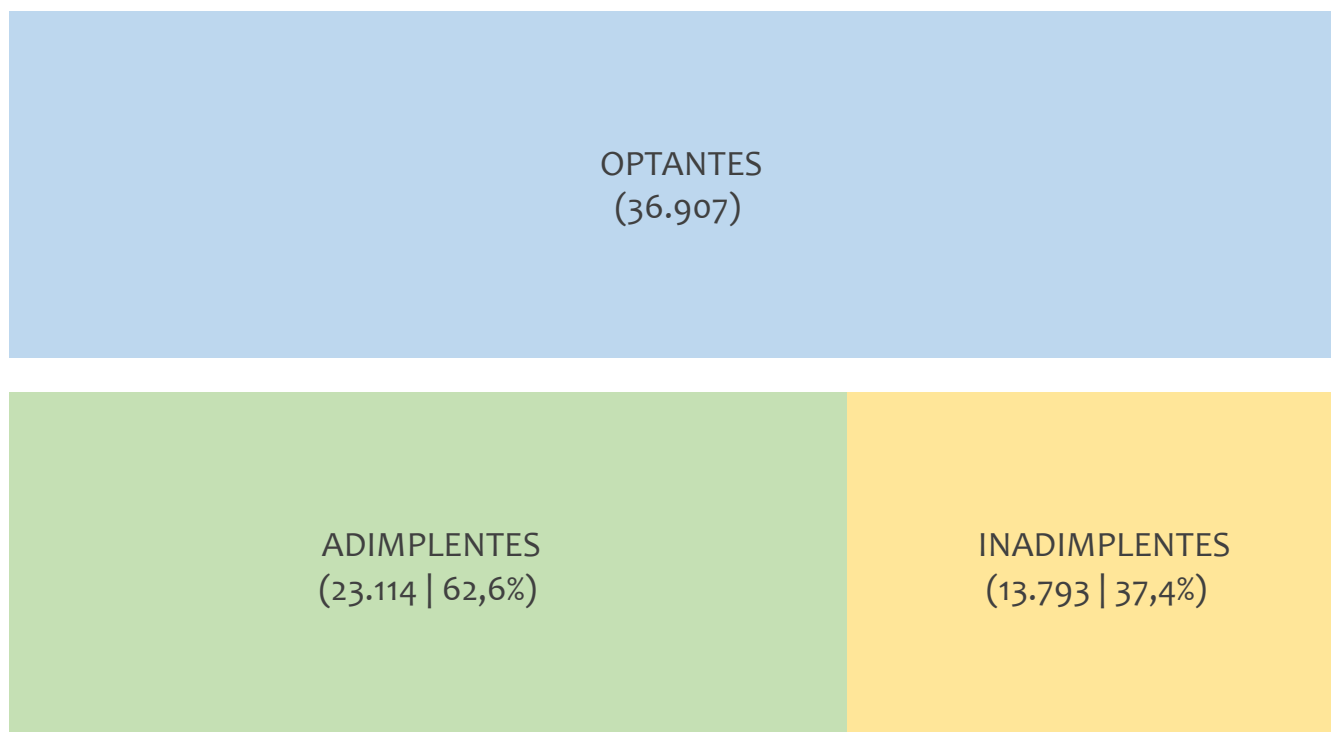 OPTANTES
(36.907)
ADIMPLENTES
(23.114 | 62,6%)
INADIMPLENTES
(13.793 | 37,4%)